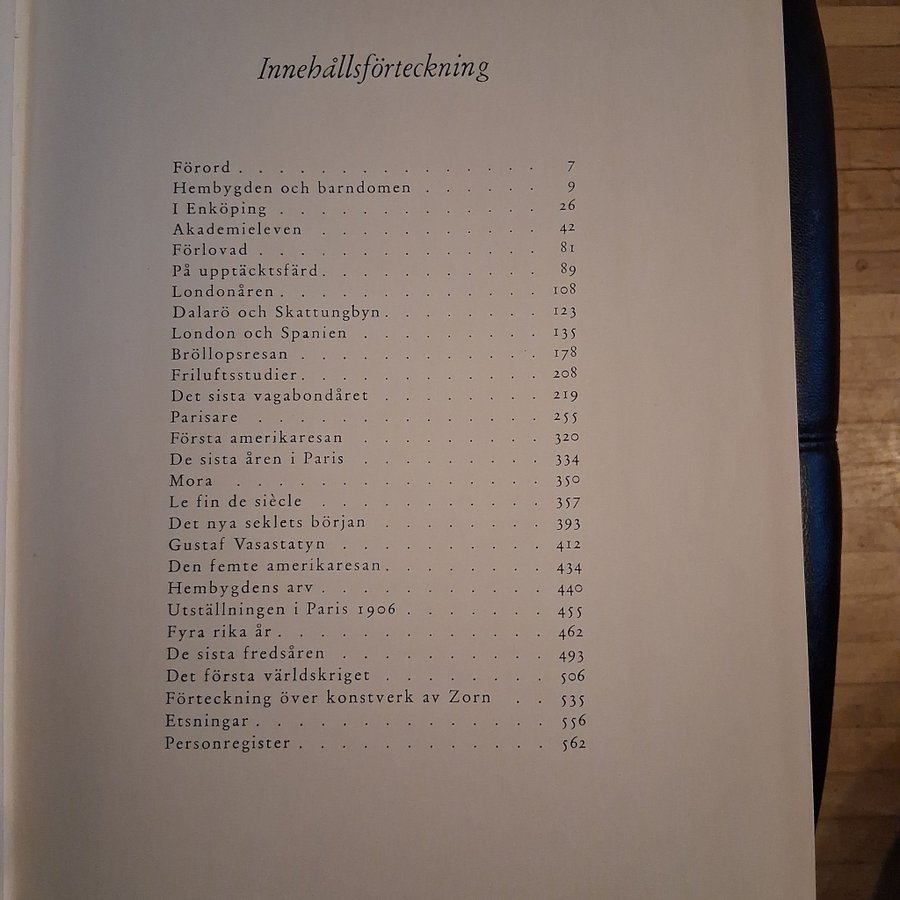 Innehållsförteckning
Förord . . . . . . . . . . . . . . 7
Hembygden och barndomen . . . . . . 9
I Enköping . . . . . . . . . . . . 26
Akademieleven . . . . . . . . . . 42
Förlovad . . . . . . . . . . . . . 81
På upptäcktsfärd . . . . . . . . . . 89
Londonåren . . . . . . . . . . . . 108
Dalarö och Skattungbyn . . . . . . . 123
London och Spanien . . . . . . . . 135
Bröllopsresan . . . . . . . . . . . 178
Friluftsstudier . . . . . . . . . . . 208
Det sista vagabondåret . . . . . . . 219
Parisare . . . . . . . . . . . . . 255
Första amerikaresan . . . . . . . . 320
De sista åren i Paris . . . . . . . . 334
Mora . . . . . . . . . . . . . . 350
Le fin de siècle . . . . . . . . . . 357
Det nya seklets början . . . . . . . 393
Gustaf Vasastatyn . . . . . . . . . 412
Den femte amerikaresan . . . . . . . 434
Hembygdens arv . . . . . . . . . . 440
Utställningen i Paris 1906 . . . . . . 455
Fyra rika år . . . . . . . . . . . . 462
De sista fredsåren . . . . . . . . . 493
Det första världskriget . . . . . . . 506
Förteckning över konstverk av Zorn . . 535
Etsningar . . . . . . . . . . . . . 556
Personregister . . . . . . . . . . . 562